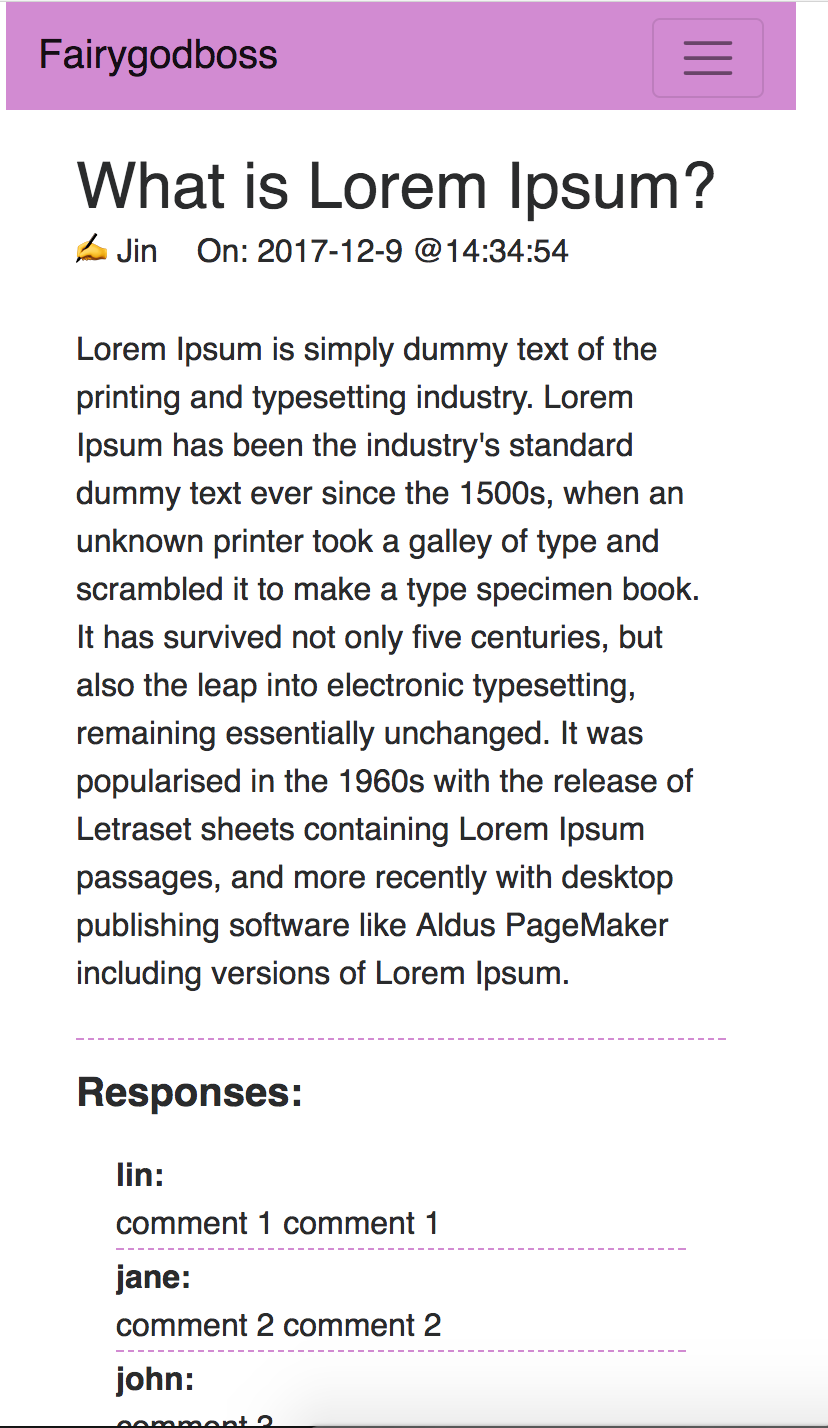 Fairygodboss
What is Lorem Ipsum?
✍️ Jin On: 2017-12-9 @14:34:54
Lorem Ipsum is simply dummy text of the
printing and typesetting industry. Lorem
Ipsum has been the industry's standard
dummy text ever since the 1500s, when an
unknown printer took a galley of type and
scrambled it to make a type specimen book.
It has survived not only five centuries, but
also the leap into electronic typesetting,
remaining essentially unchanged. It was
popularised in the 1960s with the release of
Letraset sheets containing Lorem Ipsum
passages, and more recently with desktop
publishing software like Aldus PageMaker
including versions of Lorem Ipsum.
Responses:
lin:
comment 1 comment 1
jane:
comment 2 comment 2
john:
comment 3